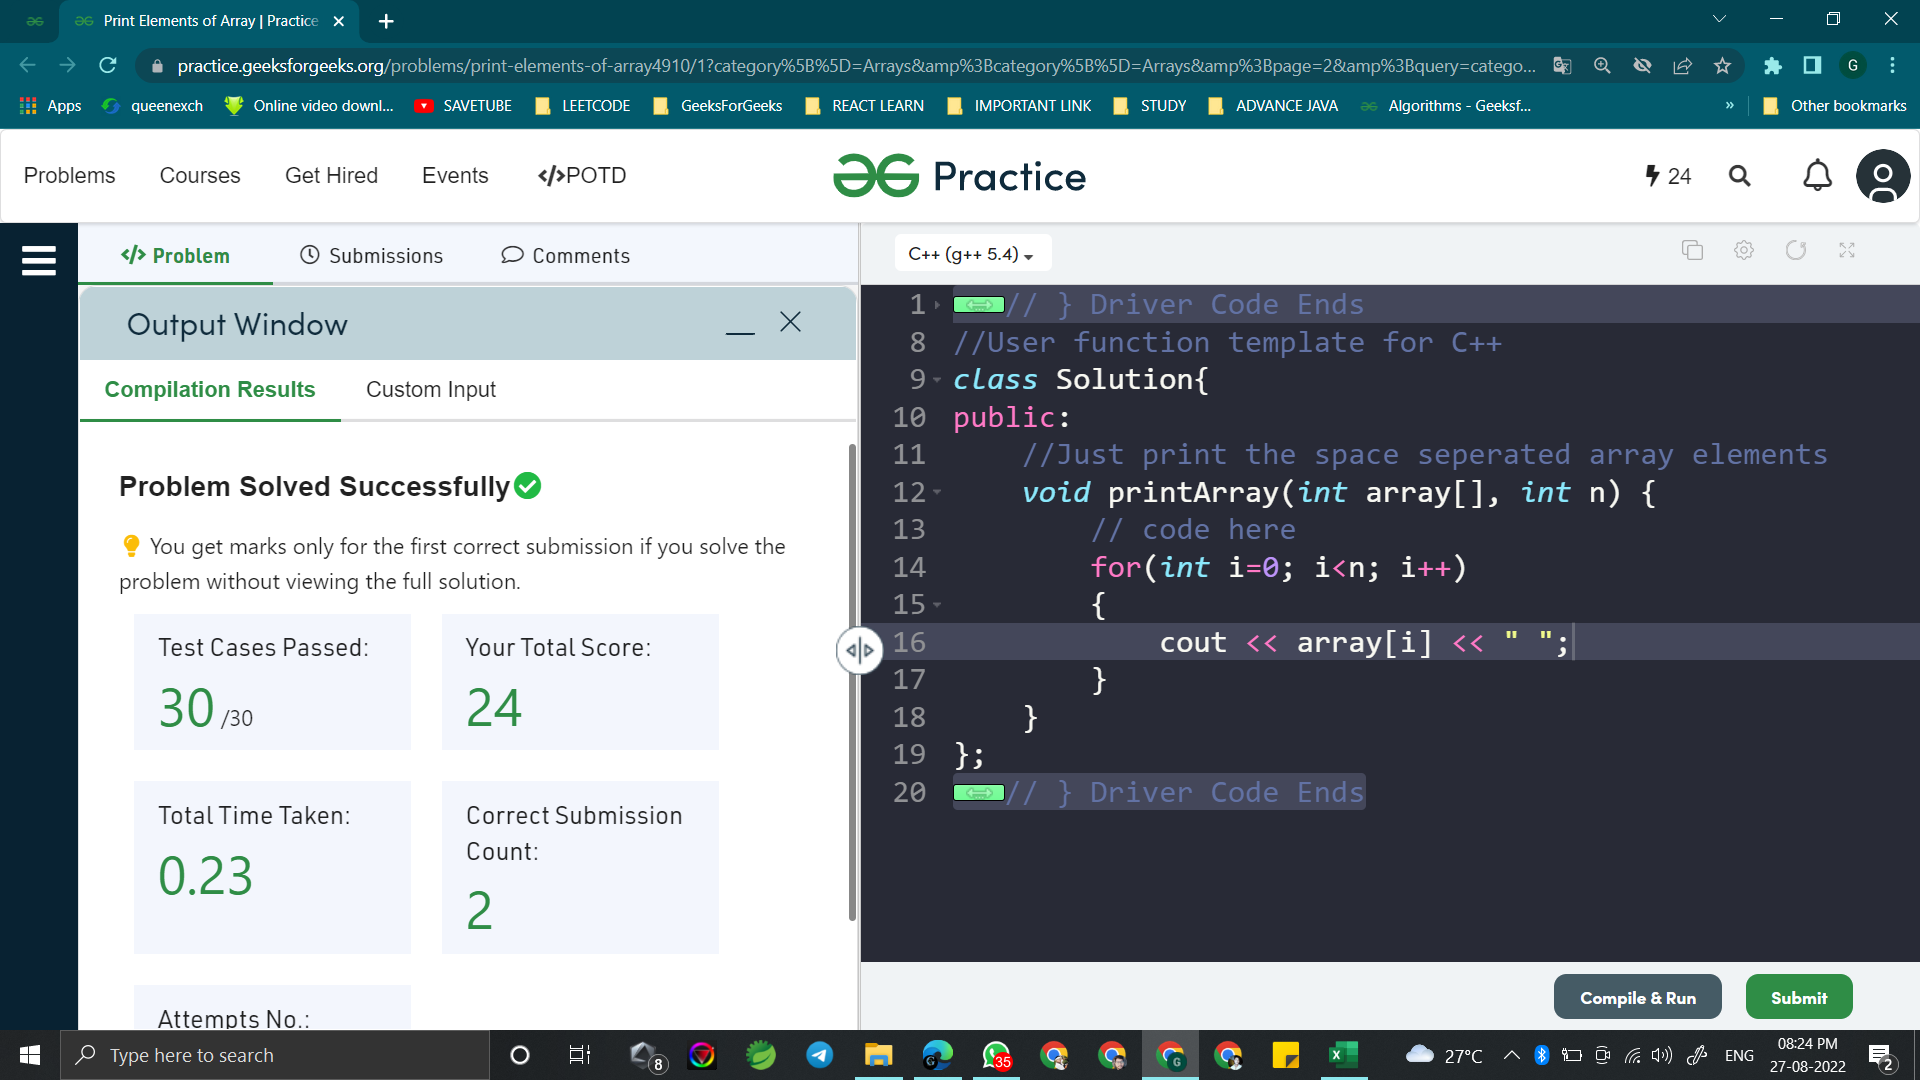 Print Elements of Array | Practice
practice.geeksforgeeks.org/problems/print-elements-of-array4910/1?category%5B%5D=Arrays&amp%3Bcategory%5B%5D=Arrays&amp%3Bpage=2&amp%3Bquery=catego...
G
Apps queenexch Online video downl... SAVETUBE LEETCODE GeeksForGeeks REACT LEARN IMPORTANT LINK STUDY ADVANCE JAVA Algorithms - Geeksf... » Other bookmarks
Problems Courses Get Hired Events </>POTD Practice 24
</> Problem Submissions Comments
Output Window
Compilation Results Custom Input
Problem Solved Successfully
You get marks only for the first correct submission if you solve the
problem without viewing the full solution.
Test Cases Passed:
30 /30
Your Total Score:
24
Total Time Taken:
0.23
Correct Submission
Count:
2
Attempts No.:
C++ (g++ 5.4)
1 // } Driver Code Ends
8 //User function template for C++
9 class Solution{
10 public:
11 //Just print the space seperated array elements
12 void printArray(int array[], int n) {
13 // code here
14 for(int i=0; i<n; i++)
15 {
16 cout << array[i] << " ";
17 }
18 }
19 };
20 // } Driver Code Ends
Compile & Run Submit
Type here to search
8
35
27°C
ENG
08:24 PM
27-08-2022
2